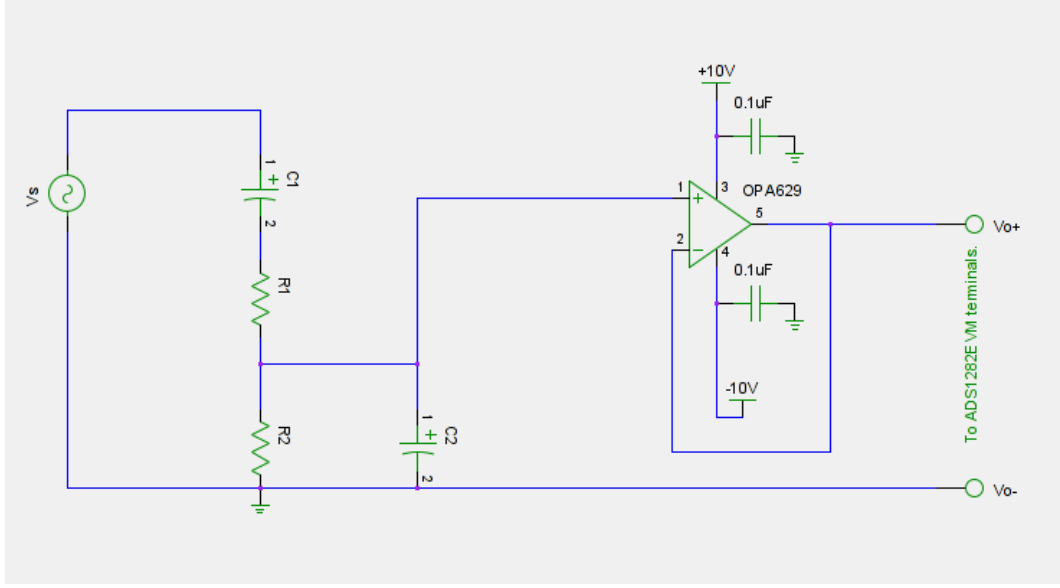 +10V
0.1uF
1
C1
+
2
Vs
1
+
3
OPA629
5
2
−
4
Vo+
0.1uF
R1
-10V
To ADS1282E VM terminals.
R2
1
+
C2
2
Vo-